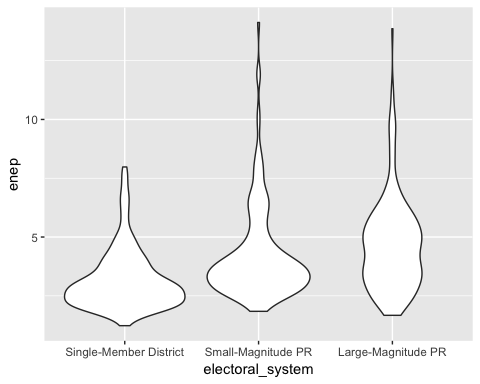 10
5
enep
Single-Member District Small-Magnitude PR Large-Magnitude PR
electoral_system